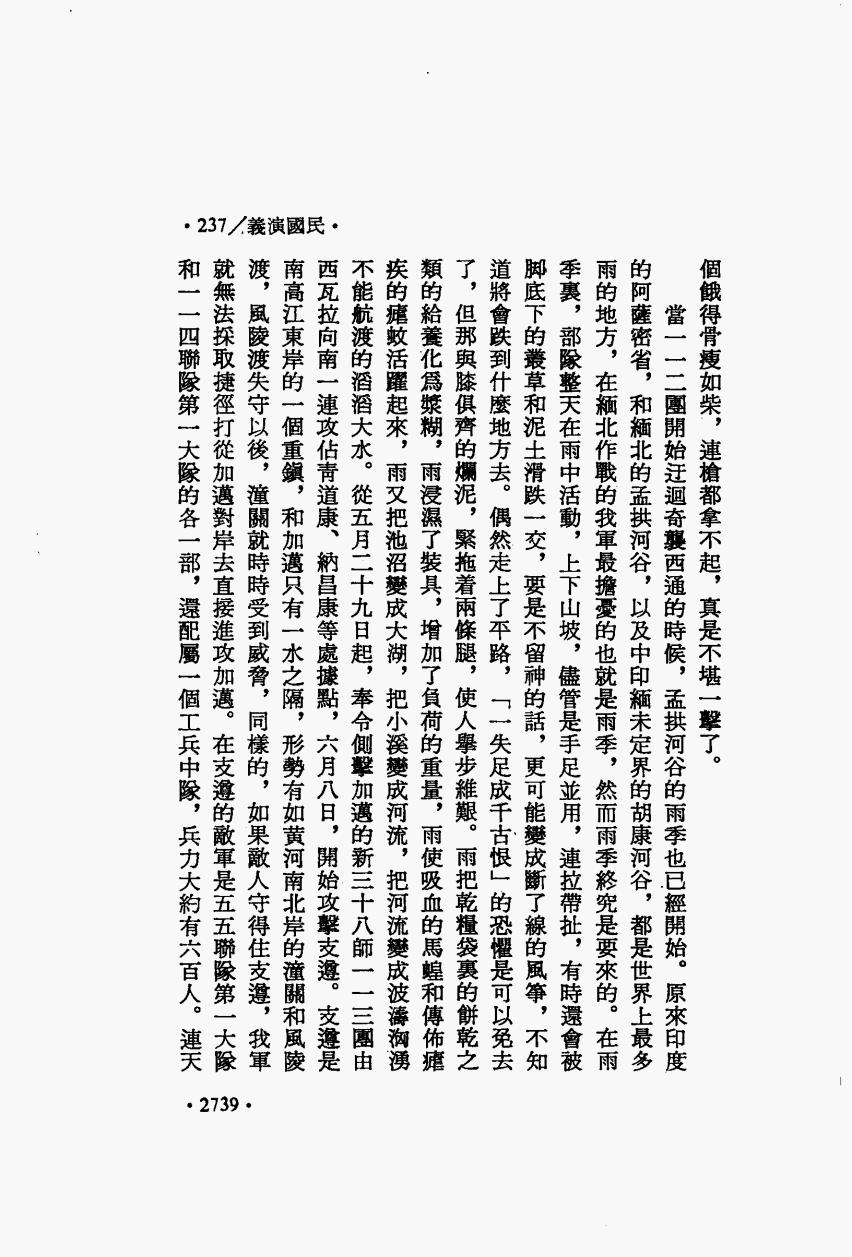 •237／義演國民•
個餓得骨瘦如柴，連槍都拿不起，真是不堪一擊了。
當一一二團開始迂迴奇襲西通的時候，孟拱河谷的雨季也已經開始。原來印度
的阿薩密省，和緬北的孟拱河谷，以及中印緬未定界的胡康河谷，都是世界上最多
雨的地方，在緬北作戰的我軍最擔憂的也就是雨季，然而雨季終究是要來的。在雨
季裏，部隊整天在雨中活動，上下山坡，儘管是手足並用，連拉帶扯，有時還會被
脚底下的叢草和泥土滑跌一交，要是不留神的話，更可能變成斷了線的風箏，不知
道將會跌到什麼地方去。偶然走上了平路，「一失足成千古恨」的恐懼是可以免去
了，但那與膝俱齊的爛泥，緊拖着兩條腿，使人舉步維艱。雨把乾糧袋裏的餅乾之
類的給養化爲漿糊，雨浸濕了裝具，增加了負荷的重量，雨使吸血的馬蝗和傳佈瘧
疾的瘧蚊活躍起來，雨又把池沼變成大湖，把小溪變成河流，把河流變成波濤洶湧
不能航渡的滔滔大水。從五月二十九日起，奉令側擊加邁的新三十八師一一三團由
西瓦拉向南一連攻佔青道康、納昌康等處據點，六月八日，開始攻擊支遵。支遵是
南高江東岸的一個重鎭，和加邁只有一水之隔，形勢有如黄河南北岸的潼關和風陵
渡，風陵渡失守以後，潼關就時時受到威脅，同樣的，如果敵人守得住支遵，我軍
就無法採取捷徑打從加邁對岸去直接進攻加邁。在支遵的敵軍是五五聯隊第一大隊
和一一四聯隊第一大隊的各一部，還配屬一個工兵中隊，兵力大約有六百人。連天
•2739•